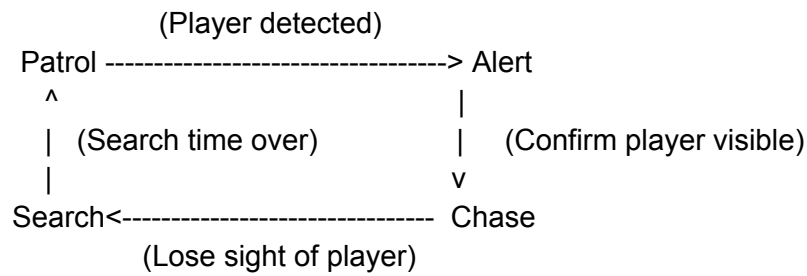 (Player detected)
Patrol -----------------------------------> Alert
^ |
| (Search time over) | (Confirm player visible)
| v
Search<-------------------------------- Chase
(Lose sight of player)